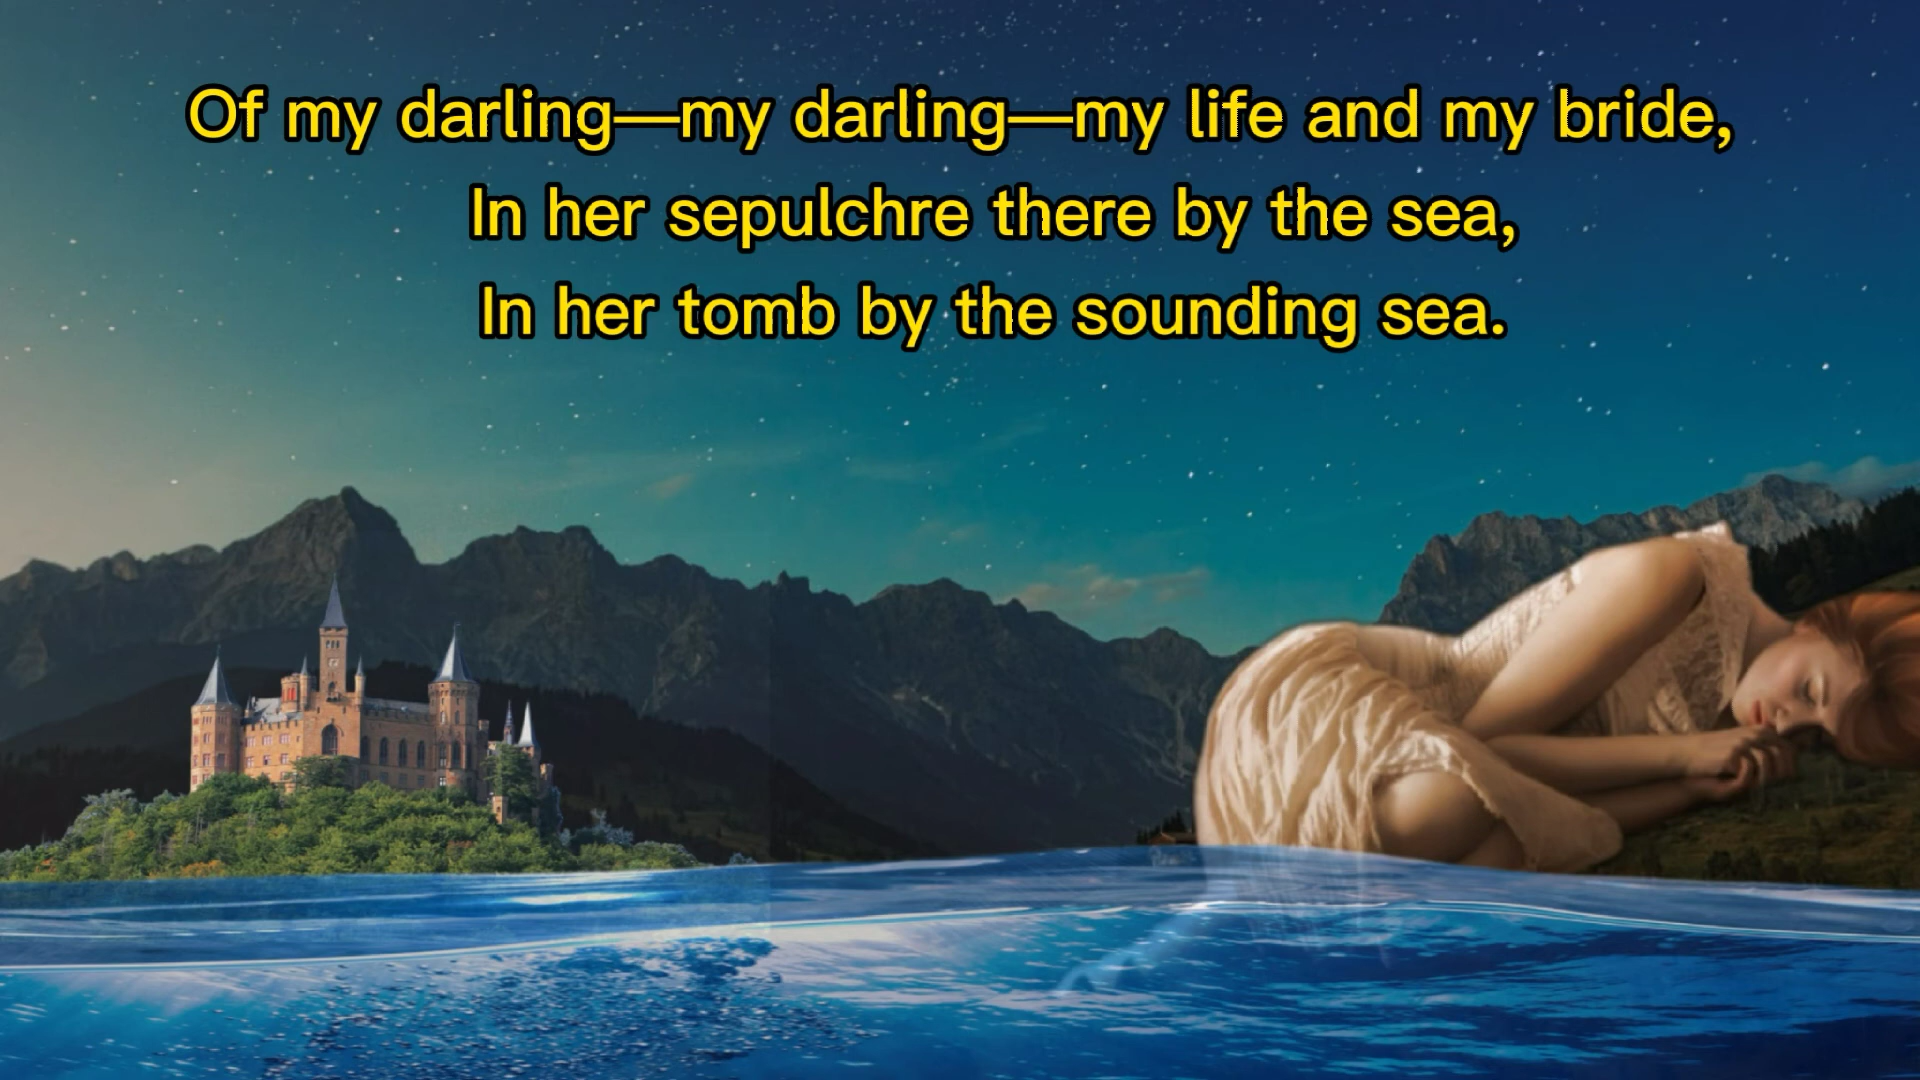 Of my darling—my darling—my life and my bride,
In her sepulchre there by the sea,
In her tomb by the sounding sea.